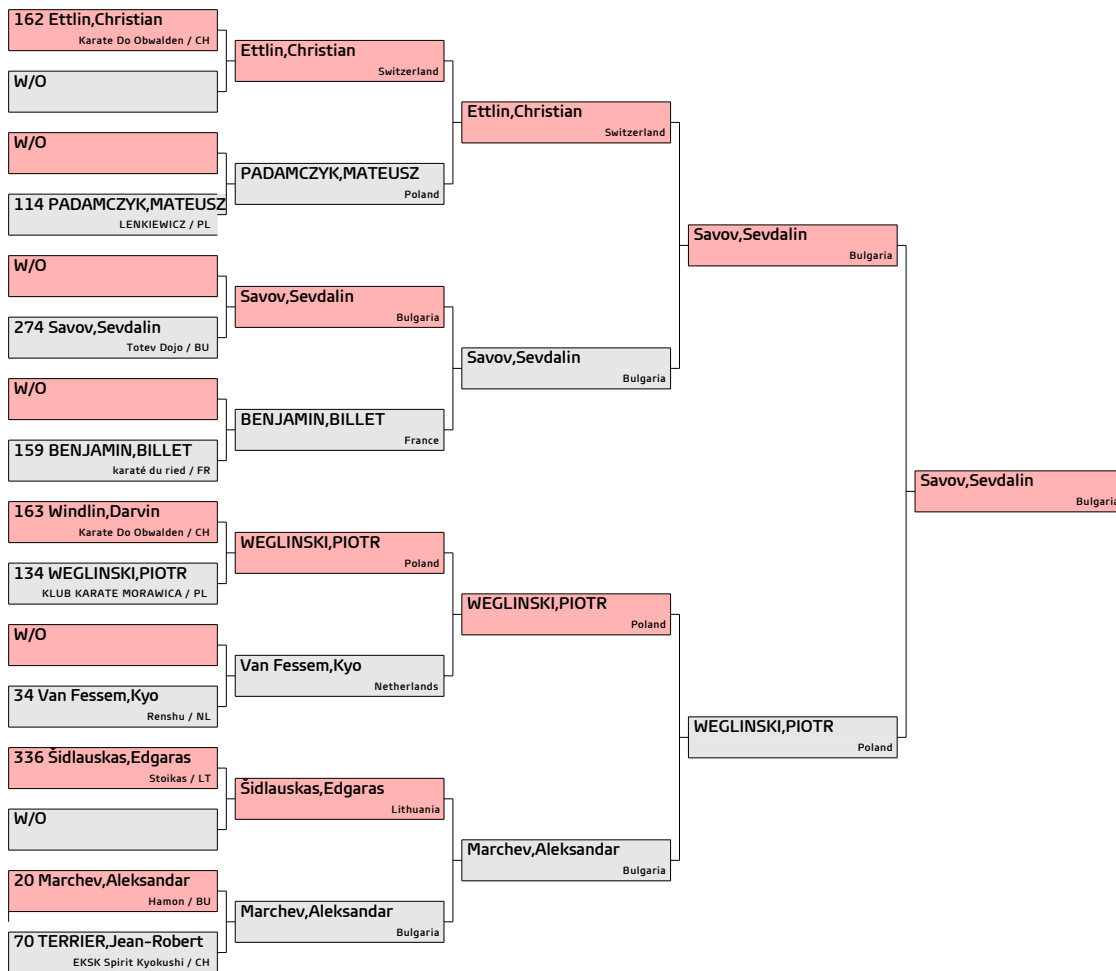 162 Ettlin,Christian
Karate Do Obwalden / CH
W/O
W/O
114 PADAMCZYK,MATEUSZ
LENKIEWICZ / PL
W/O
274 Savov,Sevdalin
Totev Dojo / BU
W/O
159 BENJAMIN,BILLET
karaté du ried / FR
163 Windlin,Darvin
Karate Do Obwalden / CH
134 WEGLINSKI,PIOTR
KLUB KARATE MORAWICA / PL
W/O
34 Van Fessem,Kyo
Renshu / NL
336 Šidlauskas,Edgaras
Stoikas / LT
W/O
20 Marchev,Aleksandar
Hamon / BU
70 TERRIER,Jean-Robert
EKSK Spirit Kyokushi / CH
Ettlin,Christian
Switzerland
PADAMCZYK,MATEUSZ
Poland
Savov,Sevdalin
Bulgaria
BENJAMIN,BILLET
France
WEGLINSKI,PIOTR
Poland
Van Fessem,Kyo
Netherlands
Šidlauskas,Edgaras
Lithuania
Marchev,Aleksandar
Bulgaria
Ettlin,Christian
Switzerland
Savov,Sevdalin
Bulgaria
WEGLINSKI,PIOTR
Poland
Marchev,Aleksandar
Bulgaria
Savov,Sevdalin
Bulgaria
WEGLINSKI,PIOTR
Poland
Savov,Sevdalin
Bulgaria